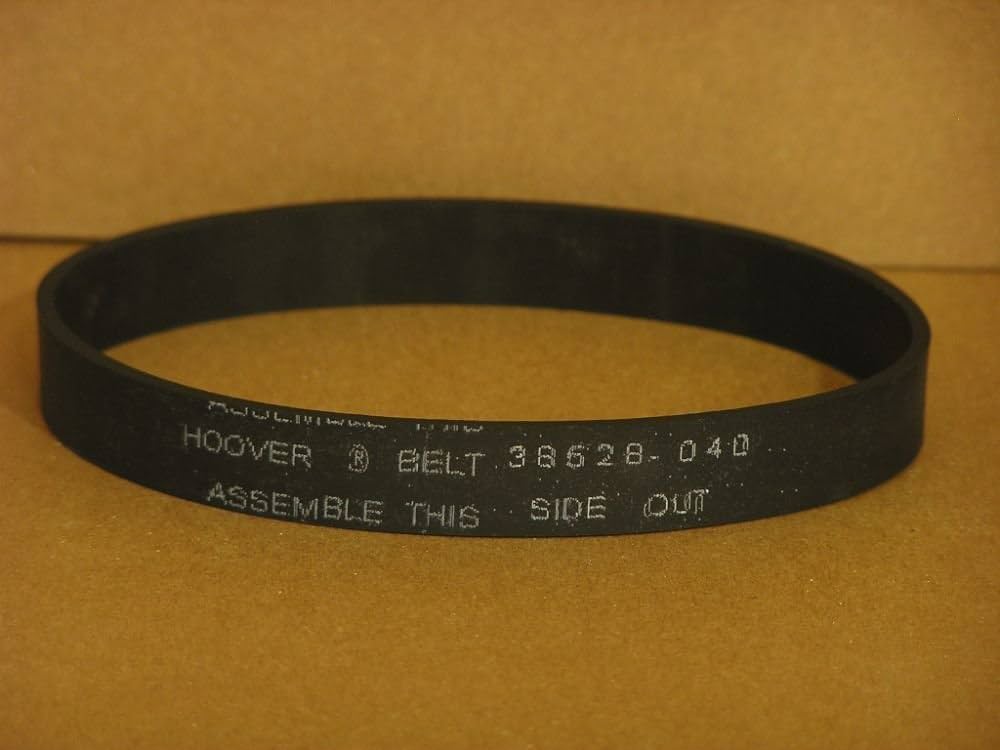 HOOVER ® BELT 38528-040
ASSEMBLE THIS SIDE OUT